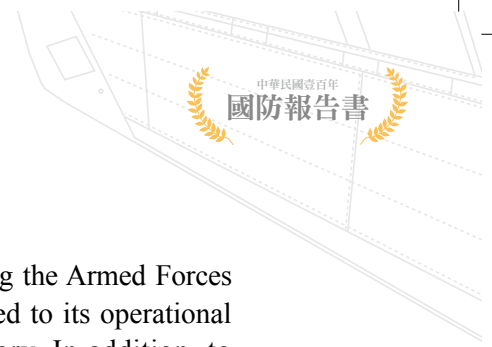 中華民國壹百年
國防報告書
g the Armed Forces
ed to its operational
In addition, to